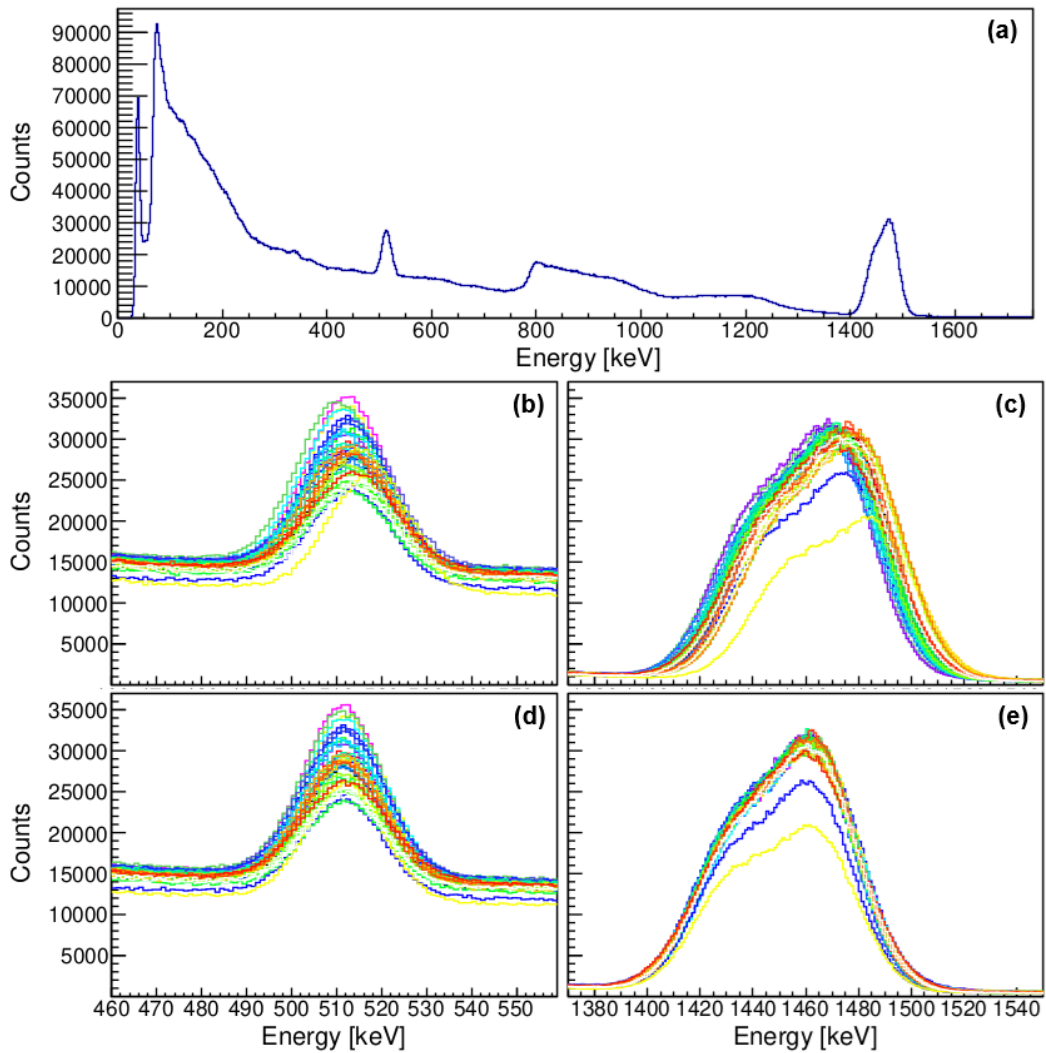 (a)
90000
80000
70000
60000
50000
40000
30000
20000
10000
0
Counts
0 200 400 600 800 1000 1200 1400 1600
Energy [keV]
(b)
35000
30000
25000
20000
15000
10000
5000
Counts
(c)
(d)
35000
30000
25000
20000
15000
10000
5000
Counts
460 470 480 490 500 510 520 530 540 550
Energy [keV]
(e)
1380 1400 1420 1440 1460 1480 1500 1520 1540
Energy [keV]